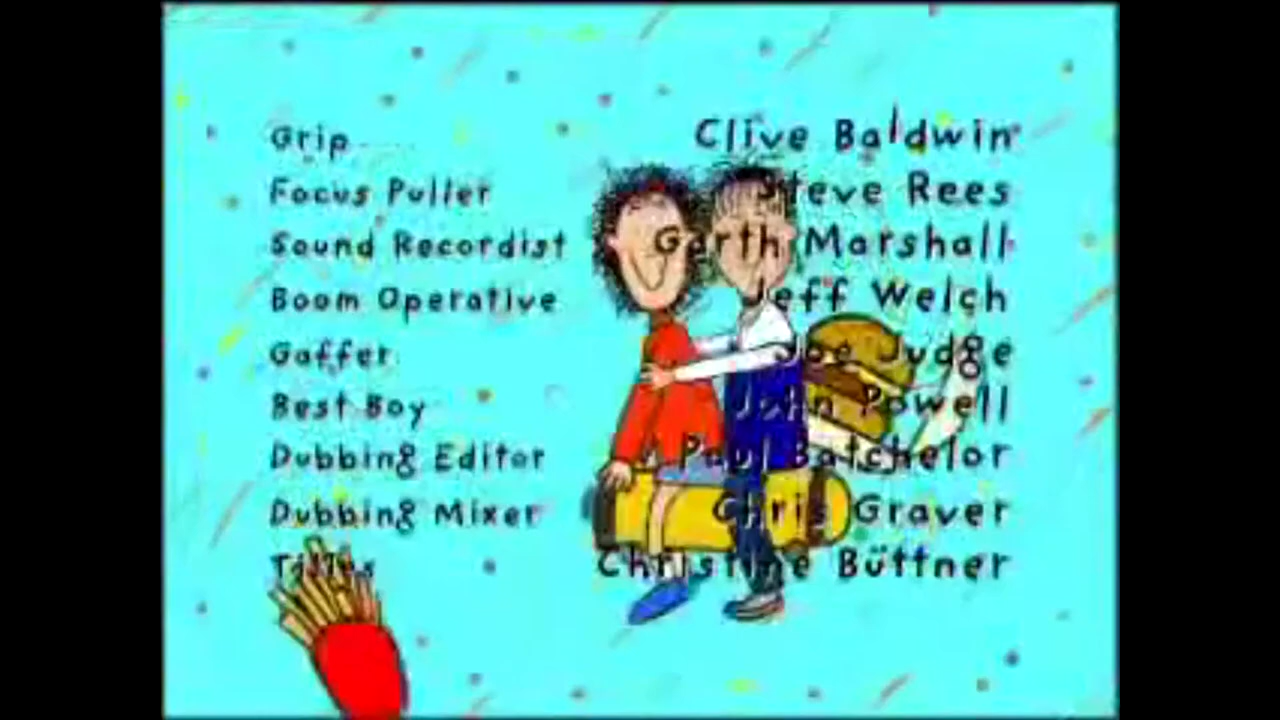 Grip Clive Baldwin
Focus Puller Steve Rees
Sound Recordist Garth Marshall
Boom Operative Jeff Welch
Gaffer Joe Judge
Best Boy John Powell
Dubbing Editor Paul Batchelor
Dubbing Mixer Chris Graver
Titles Christine Büttner